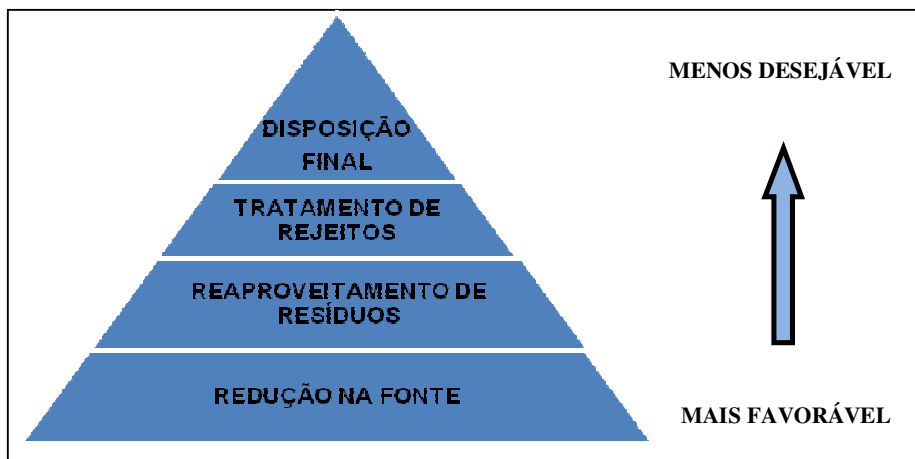 MENOS DESEJÁVEL
DISPOSIÇÃO
FINAL
TRATAMENTO DE
REJEITOS
REAPROVEITAMENTO DE
RESÍDUOS
REDUÇÃO NA FONTE
MAIS FAVORÁVEL